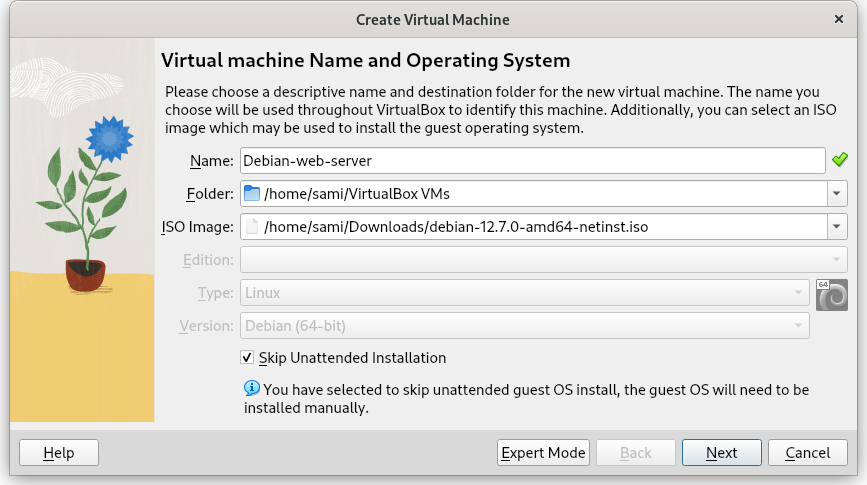 Create Virtual Machine
Virtual machine Name and Operating System
Please choose a descriptive name and destination folder for the new virtual machine. The name you
choose will be used throughout VirtualBox to identify this machine. Additionally, you can select an ISO
image which may be used to install the guest operating system.
Name: Debian-web-server
Folder: /home/sami/VirtualBox VMs
ISO Image: /home/sami/Downloads/debian-12.7.0-amd64-netinst.iso
Edition:
Type: Linux
64
Version: Debian (64-bit)
Skip Unattended Installation
You have selected to skip unattended guest OS install, the guest OS will need to be
installed manually.
Help Expert Mode Back Next Cancel